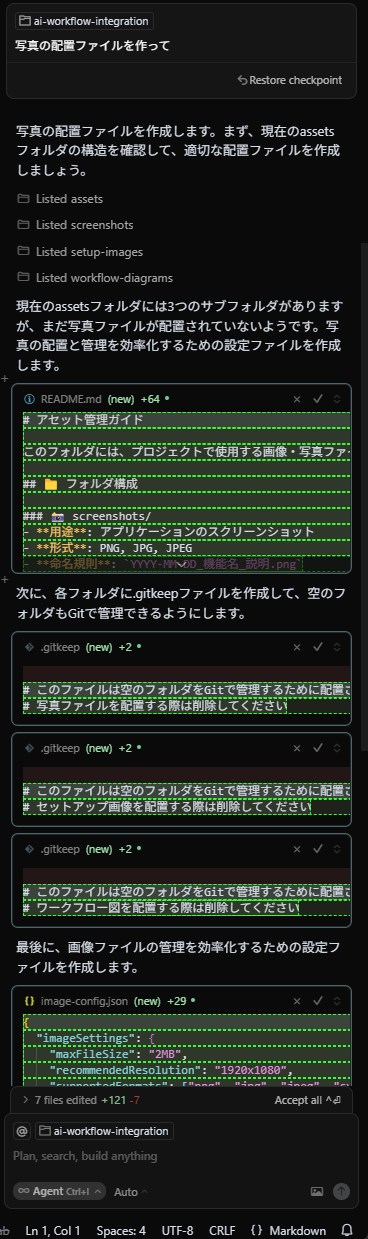 ai-workflow-integration
写真の配置ファイルを作って
Restore checkpoint
写真の配置ファイルを作成します。まず、現在のassets
フォルダの構造を確認して、適切な配置ファイルを作成
しましょう。
Listed assets
Listed screenshots
Listed setup-images
Listed workflow-diagrams
現在のassetsフォルダには3つのサブフォルダがあります
が、まだ写真ファイルが配置されていないようです。写
真の配置と管理を効率化するための設定ファイルを作成
します。
README.md (new) +64
# アセット管理ガイド
このフォルダには、プロジェクトで使用する画像・写真ファ
## 📁 フォルダ構成
### 📸 screenshots/
- **用途**: アプリケーションのスクリーンショット
- **形式**: PNG, JPG, JPEG
- **命名規則**: `YYYY-MM-DD_機能名_説明.png`
次に、各フォルダに.gitkeepファイルを作成して、空のフ
ォルダもGitで管理できるようにします。
.gitkeep (new) +2
# このファイルは空のフォルダをGitで管理するために配置さ
# 写真ファイルを配置する際は削除してください
.gitkeep (new) +2
# このファイルは空のフォルダをGitで管理するために配置さ
# セットアップ画像を配置する際は削除してください
.gitkeep (new) +2
# このファイルは空のフォルダをGitで管理するために配置さ
# ワークフロー図を配置する際は削除してください
最後に、画像ファイルの管理を効率化するための設定フ
ァイルを作成します。
{} image-config.json (new) +29
{
"imageSettings": {
"maxFileSize": "2MB",
"recommendedResolution": "1920x1080",
"supportedFormats": ["png", "jpg", "jpeg",
7 files edited +121 -7 Accept all ^⏎
@ ai-workflow-integration
Plan, search, build anything
∞ Agent Ctrl+I Auto
Ln 1, Col 1 Spaces: 4 UTF-8 CRLF {} Markdown